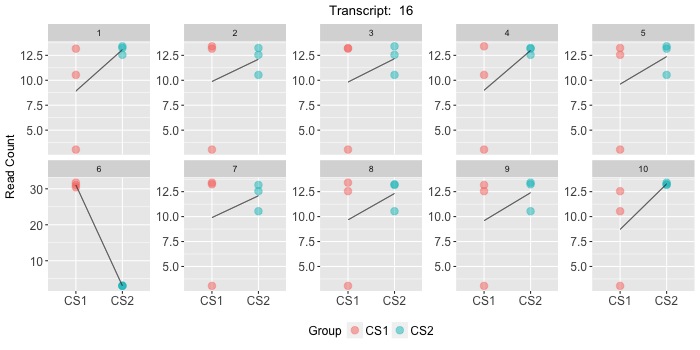 Transcript:  16
1 2 3 4 5
12.5 12.5 12.5 12.5 12.5
10.0 10.0 10.0 10.0 10.0
7.5 7.5 7.5 7.5 7.5
5.0 5.0 5.0 5.0 5.0
Read Count
6 7 8 9 10
30 12.5 12.5 12.5 12.5
20 10.0 10.0 10.0 10.0
7.5 7.5 7.5 7.5
10 5.0 5.0 5.0 5.0
CS1 CS2 CS1 CS2 CS1 CS2 CS1 CS2 CS1 CS2
Group CS1 CS2